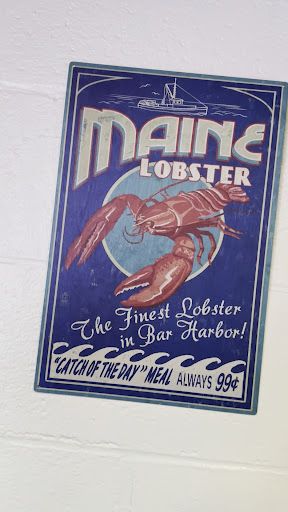 MAINE
LOBSTER
The Finest Lobster
in Bar Harbor!
"CATCH OF THE DAY" MEAL ALWAYS 99¢